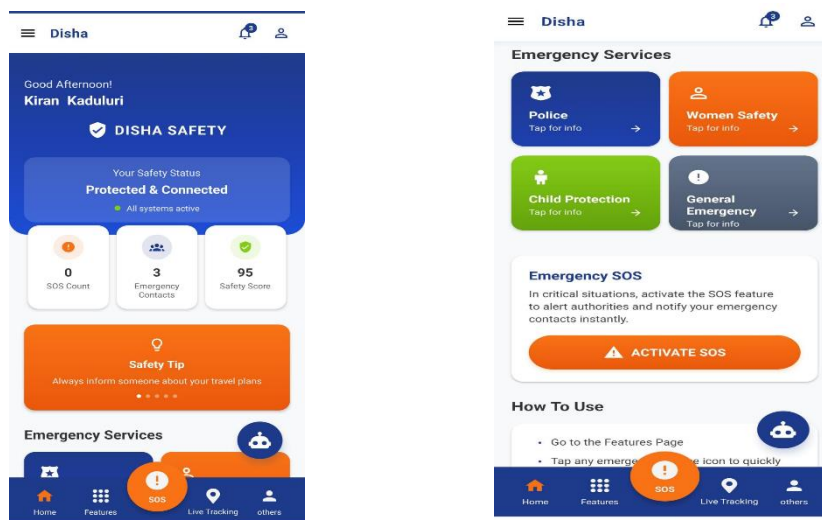 Disha
3
Good Afternoon!
Kiran Kaduluri
DISHA SAFETY
Your Safety Status
Protected & Connected
All systems active
0
SOS Count
3
Emergency
Contacts
95
Safety Score
Safety Tip
Always inform someone about your travel plans
Emergency Services
Home
Features
SOS
Live Tracking
others
Disha
3
Emergency Services
Police
Tap for info
Women Safety
Tap for info
Child Protection
Tap for info
General
Emergency
Tap for info
Emergency SOS
In critical situations, activate the SOS feature
to alert authorities and notify your emergency
contacts instantly.
ACTIVATE SOS
How To Use
• Go to the Features Page
• Tap any emerge e icon to quickly
Home
Features
SOS
Live Tracking
others